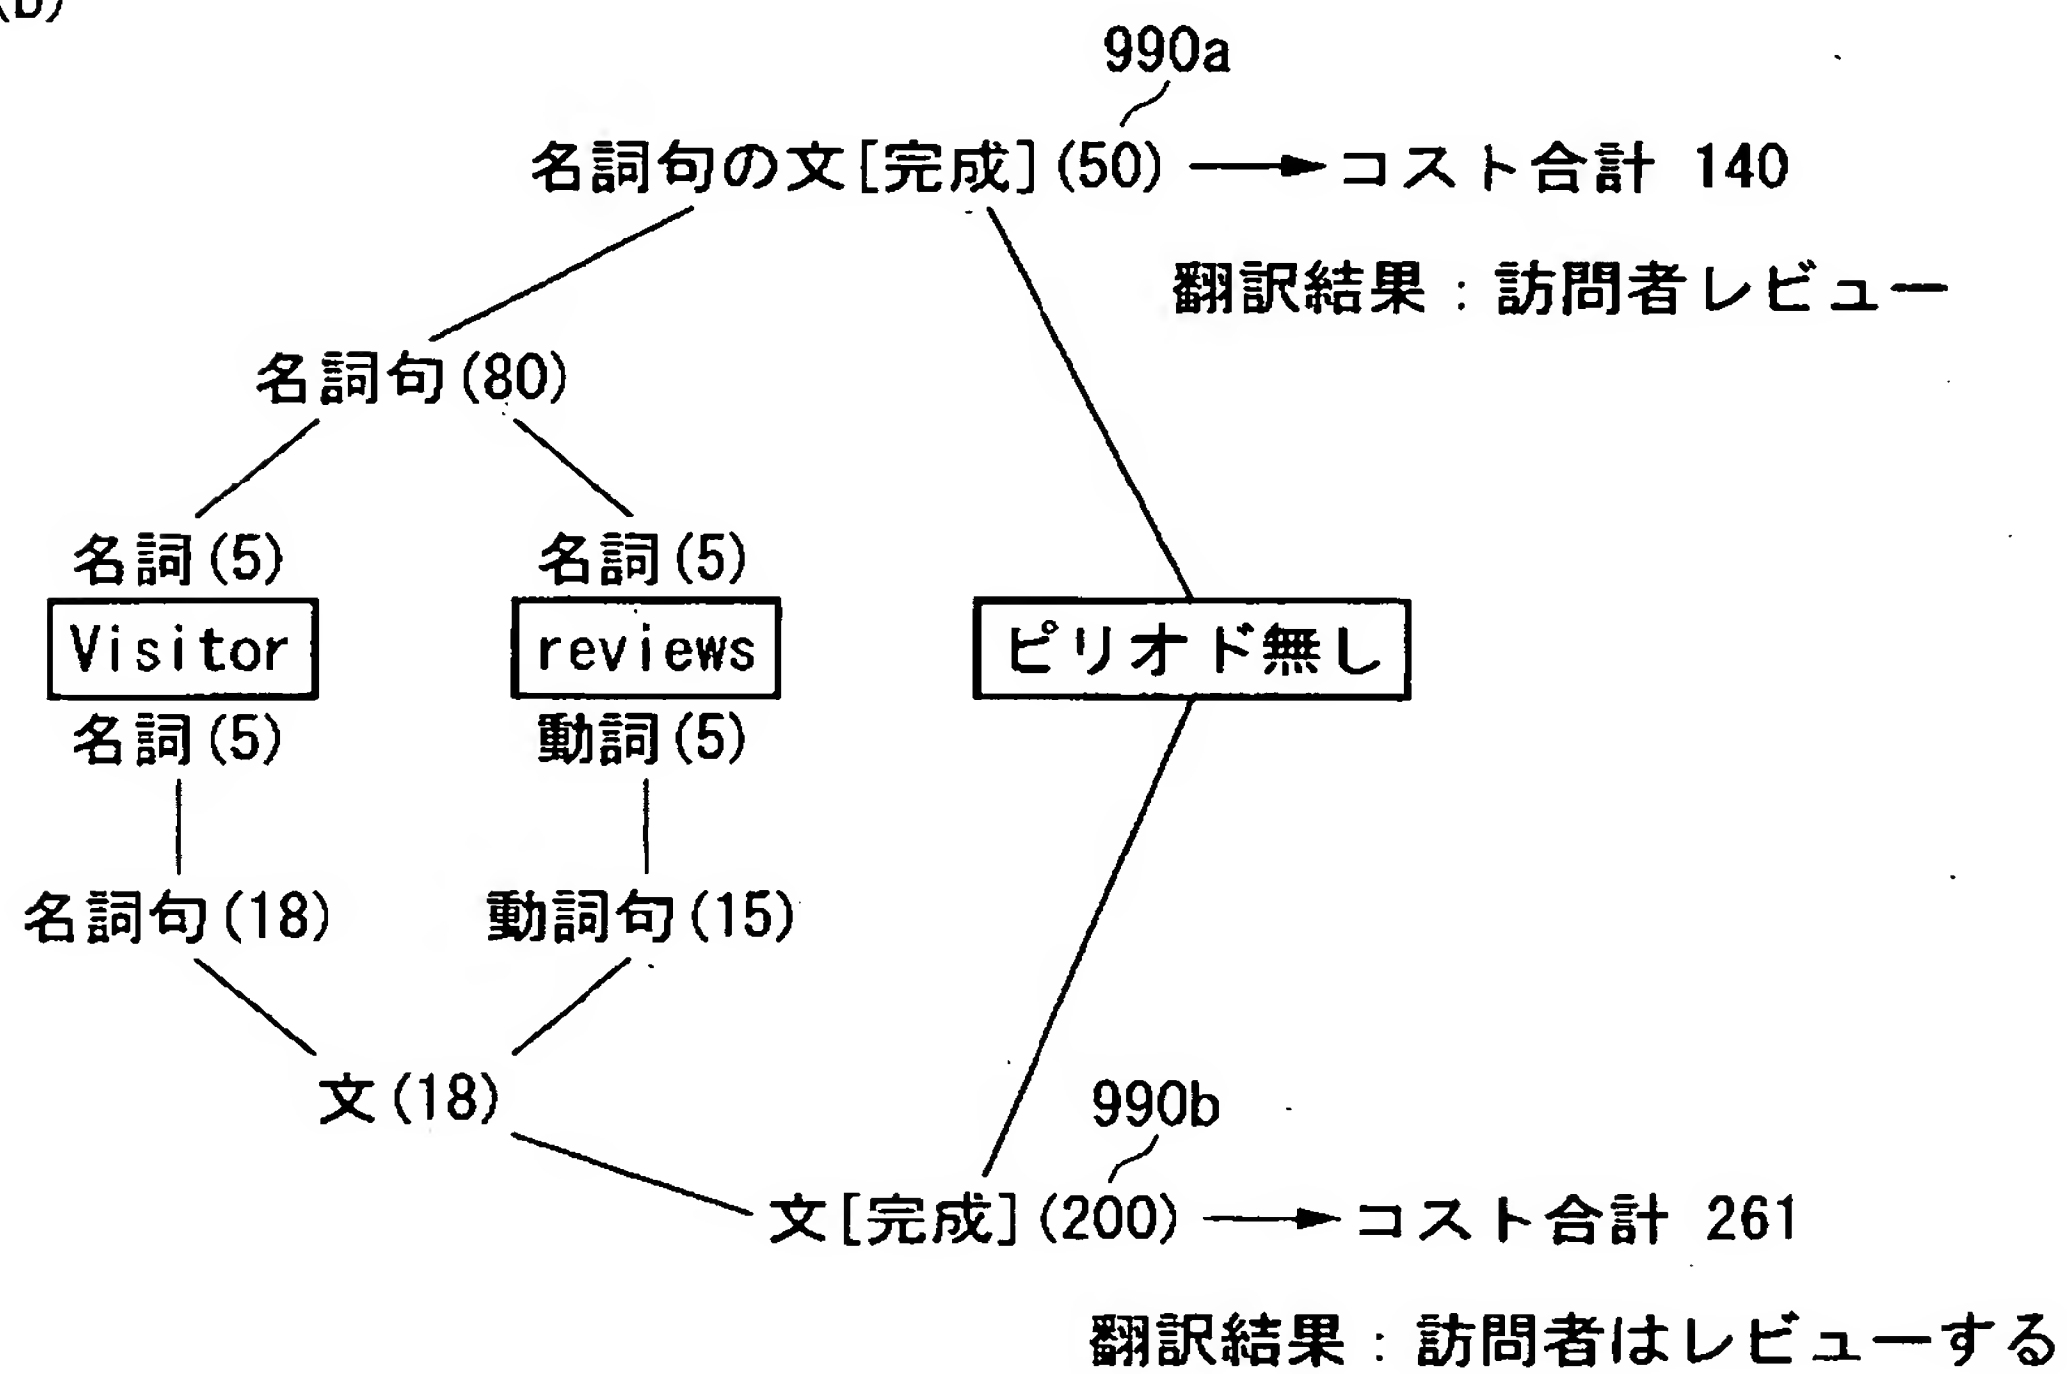 (b)
990a
名詞句の文[完成](50) → コスト合計 140
翻訳結果：訪問者レビュー
名詞句(80)
名詞(5) 名詞(5)
Visitor reviews ピリオド無し
名詞(5) 動詞(5)
名詞句(18) 動詞句(15)
文(18)
990b
文[完成](200) → コスト合計 261
翻訳結果：訪問者はレビューする